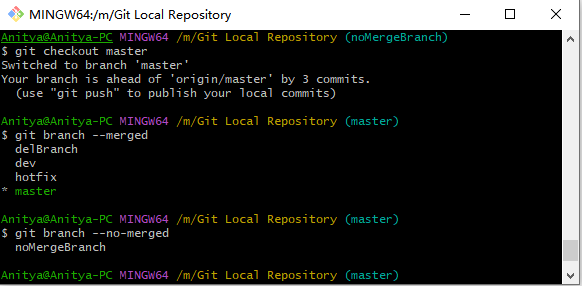 MINGW64:/m/Git Local Repository
Anitya@Anitya-PC MINGW64 /m/Git Local Repository (noMergeBranch)
$ git checkout master
Switched to branch 'master'
Your branch is ahead of 'origin/master' by 3 commits.
  (use "git push" to publish your local commits)
Anitya@Anitya-PC MINGW64 /m/Git Local Repository (master)
$ git branch --merged
  delBranch
  dev
  hotfix
* master
Anitya@Anitya-PC MINGW64 /m/Git Local Repository (master)
$ git branch --no-merged
  noMergeBranch
Anitya@Anitya-PC MINGW64 /m/Git Local Repository (master)